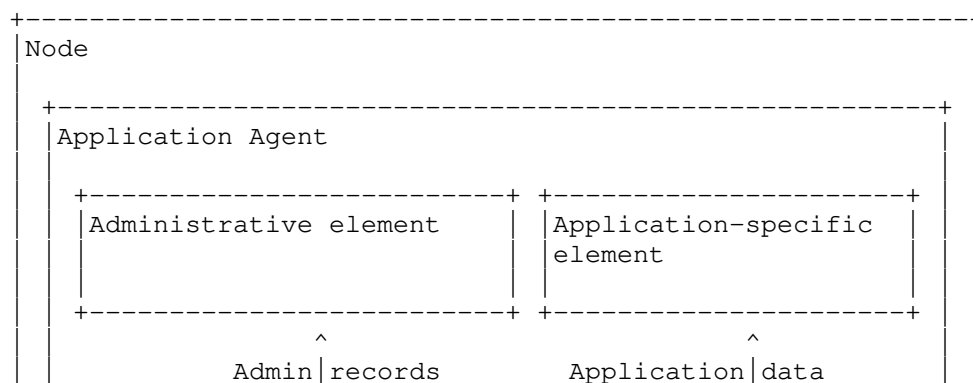 Node
Application Agent
Administrative element
Application-specific
element
Admin|records
Application|data